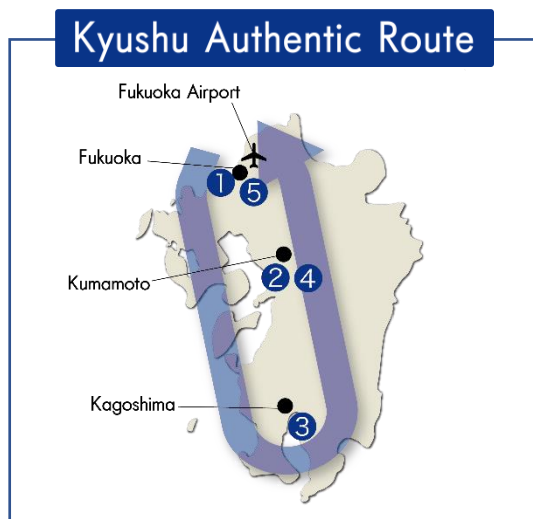 Kyushu Authentic Route
Fukuoka Airport
Fukuoka
1 5
Kumamoto
2 4
Kagoshima
3